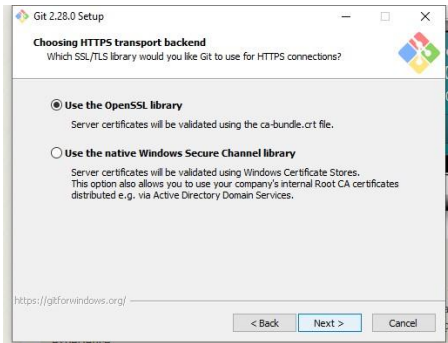 Git 2.28.0 Setup
Choosing HTTPS transport backend
Which SSL/TLS library would you like Git to use for HTTPS connections?
Use the OpenSSL library
Server certificates will be validated using the ca-bundle.crt file.
Use the native Windows Secure Channel library
Server certificates will be validated using Windows Certificate Stores.
This option also allows you to use your company's internal Root CA certificates
distributed e.g. via Active Directory Domain Services.
https://gitforwindows.org/
< Back Next > Cancel